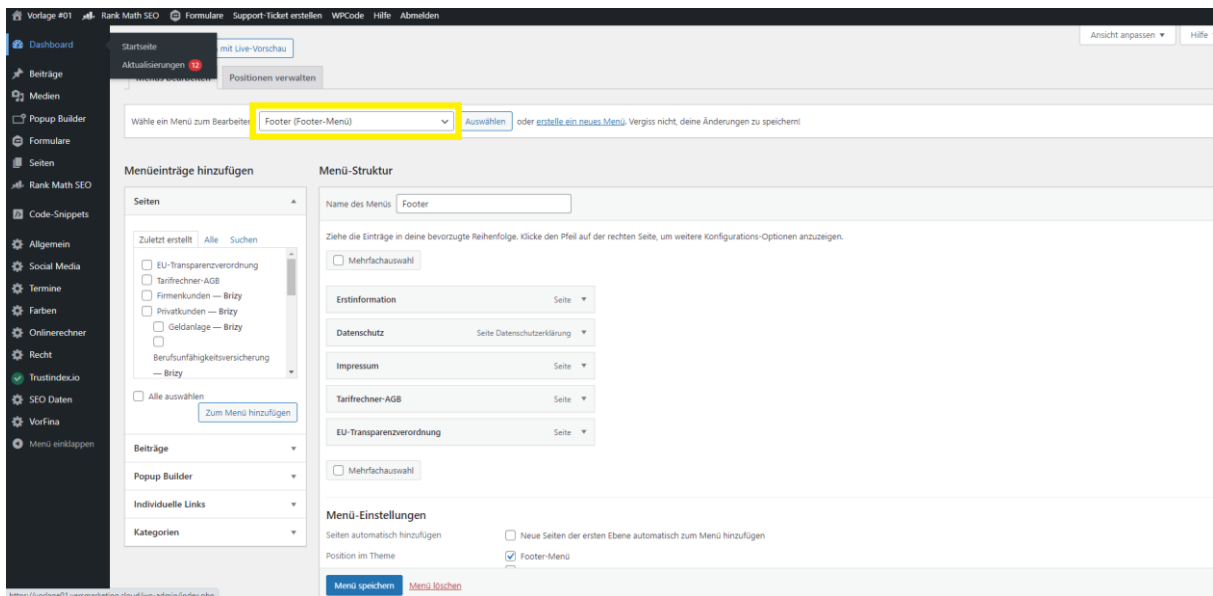 Vorlage #01 Rank Math SEO Formulare Support-Ticket erstellen WPCode Hilfe Abmelden
Dashboard
Startseite
Aktualisierungen 12
mit Live-Vorschau
Ansicht anpassen ▼
Hilfe
Positionen verwalten
Beiträge
Medien
Popup Builder
Formulare
Seiten
Rank Math SEO
Code-Snippets
Allgemein
Social Media
Termine
Farben
Onlinerechner
Recht
Trustindex.io
SEO Daten
VorFina
Menü einklappen
Wähle ein Menü zum Bearbeiten
Footer (Footer-Menü)
Auswählen
oder erstelle ein neues Menü. Vergiss nicht, deine Änderungen zu speichern!
Menüeinträge hinzufügen
Seiten
Zuletzt erstellt Alle Suchen
EU-Transparenzverordnung
Tarifrechner-AGB
Firmenkunden — Brizy
Privatkunden — Brizy
Geldanlage — Brizy
Berufsunfähigkeitsversicherung
— Brizy
Alle auswählen
Zum Menü hinzufügen
Beiträge
Popup Builder
Individuelle Links
Kategorien
Menü-Struktur
Name des Menüs Footer
Ziehe die Einträge in deine bevorzugte Reihenfolge. Klicke den Pfeil auf der rechten Seite, um weitere Konfigurations-Optionen anzuzeigen.
Mehrfachauswahl
Erstinformation Seite
Datenschutz Seite Datenschutzerklärung
Impressum Seite
Tarifrechner-AGB Seite
EU-Transparenzverordnung Seite
Mehrfachauswahl
Menü-Einstellungen
Seiten automatisch hinzufügen Neue Seiten der ersten Ebene automatisch zum Menü hinzufügen
Position im Theme Footer-Menü
Menü speichern Menü löschen